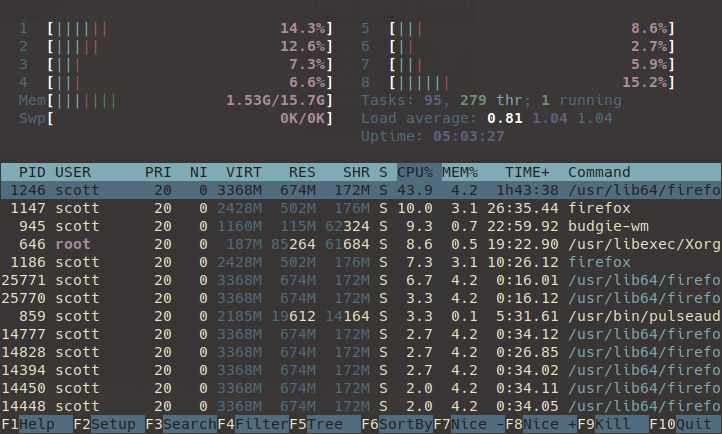 1 [|||||| 14.3%] 5 [||| 8.6%]
2 [||||| 12.6%] 6 [|| 2.7%]
3 [||| 7.3%] 7 [||| 5.9%]
4 [||| 6.6%] 8 [|||||| 15.2%]
Mem[||||||| 1.53G/15.7G] Tasks: 95, 279 thr; 1 running
Swp[ 0K/0K] Load average: 0.81 1.04 1.04
Uptime: 05:03:27
PID USER PRI NI VIRT RES SHR S CPU% MEM% TIME+ Command
1246 scott 20 0 3368M 674M 172M S 43.9 4.2 1h43:38 /usr/lib64/firefo
1147 scott 20 0 2428M 502M 176M S 10.0 3.1 26:35.44 firefox
945 scott 20 0 1160M 115M 62324 S 9.3 0.7 22:59.92 budgie-wm
646 root 20 0 187M 85264 61684 S 8.6 0.5 19:22.90 /usr/libexec/Xorg
1186 scott 20 0 2428M 502M 176M S 7.3 3.1 10:26.12 firefox
25771 scott 20 0 3368M 674M 172M S 6.7 4.2 0:16.01 /usr/lib64/firefo
25770 scott 20 0 3368M 674M 172M S 3.3 4.2 0:16.12 /usr/lib64/firefo
859 scott 20 0 2185M 19612 14164 S 3.3 0.1 5:31.61 /usr/bin/pulseaud
14777 scott 20 0 3368M 674M 172M S 2.7 4.2 0:34.12 /usr/lib64/firefo
14828 scott 20 0 3368M 674M 172M S 2.7 4.2 0:26.85 /usr/lib64/firefo
14394 scott 20 0 3368M 674M 172M S 2.7 4.2 0:34.02 /usr/lib64/firefo
14450 scott 20 0 3368M 674M 172M S 2.0 4.2 0:34.11 /usr/lib64/firefo
14448 scott 20 0 3368M 674M 172M S 2.0 4.2 0:34.05 /usr/lib64/firefo
F1Help F2Setup F3SearchF4FilterF5Tree F6SortByF7Nice -F8Nice +F9Kill F10Quit